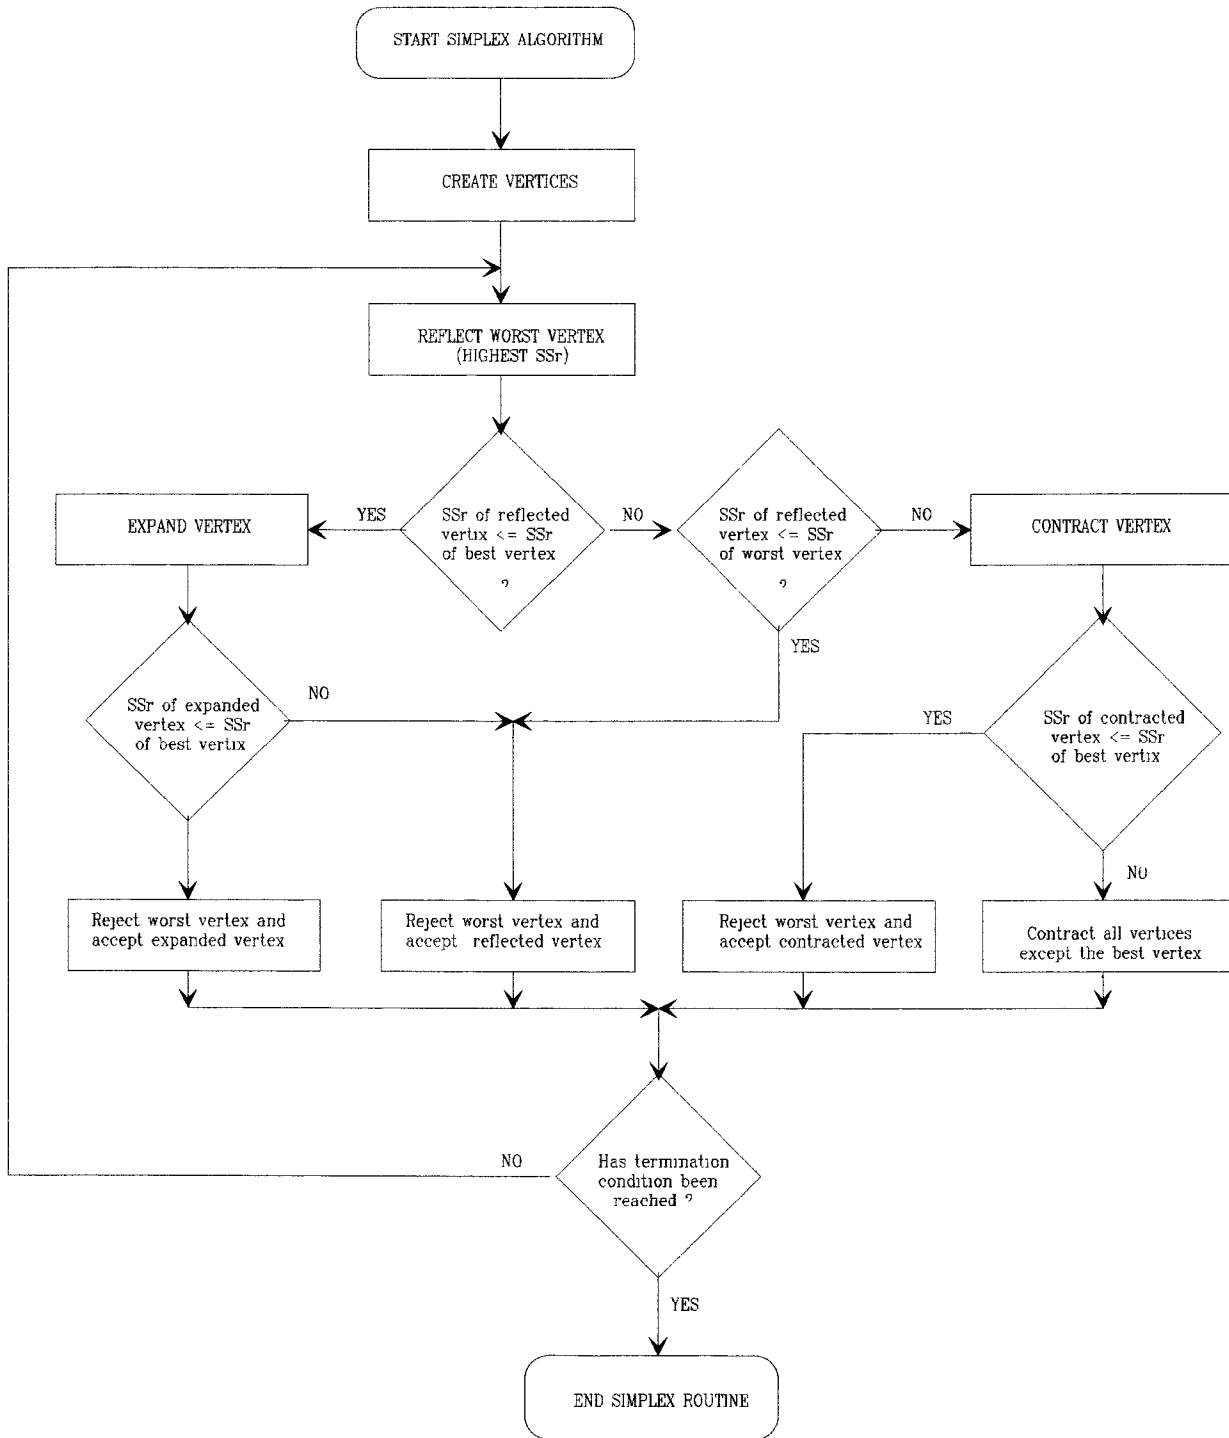 START SIMPLEX ALGORITHM
CREATE VERTICES
REFLECT WORST VERTEX
(HIGHEST SSr)
YES
SSr of reflected
vertix <= SSr
of best vertex
?
NO
SSr of reflected
vertex <= SSr
of worst vertex
?
NO
EXPAND VERTEX
CONTRACT VERTEX
YES
SSr of expanded
vertex <= SSr
of best vertix
NO
YES
SSr of contracted
vertex <= SSr
of best vertix
NO
Reject worst vertex and
accept expanded vertex
Reject worst vertex and
accept reflected vertex
Reject worst vertex and
accept contracted vertex
Contract all vertices
except the best vertex
NO
Has termination
condition been
reached ?
YES
END SIMPLEX ROUTINE